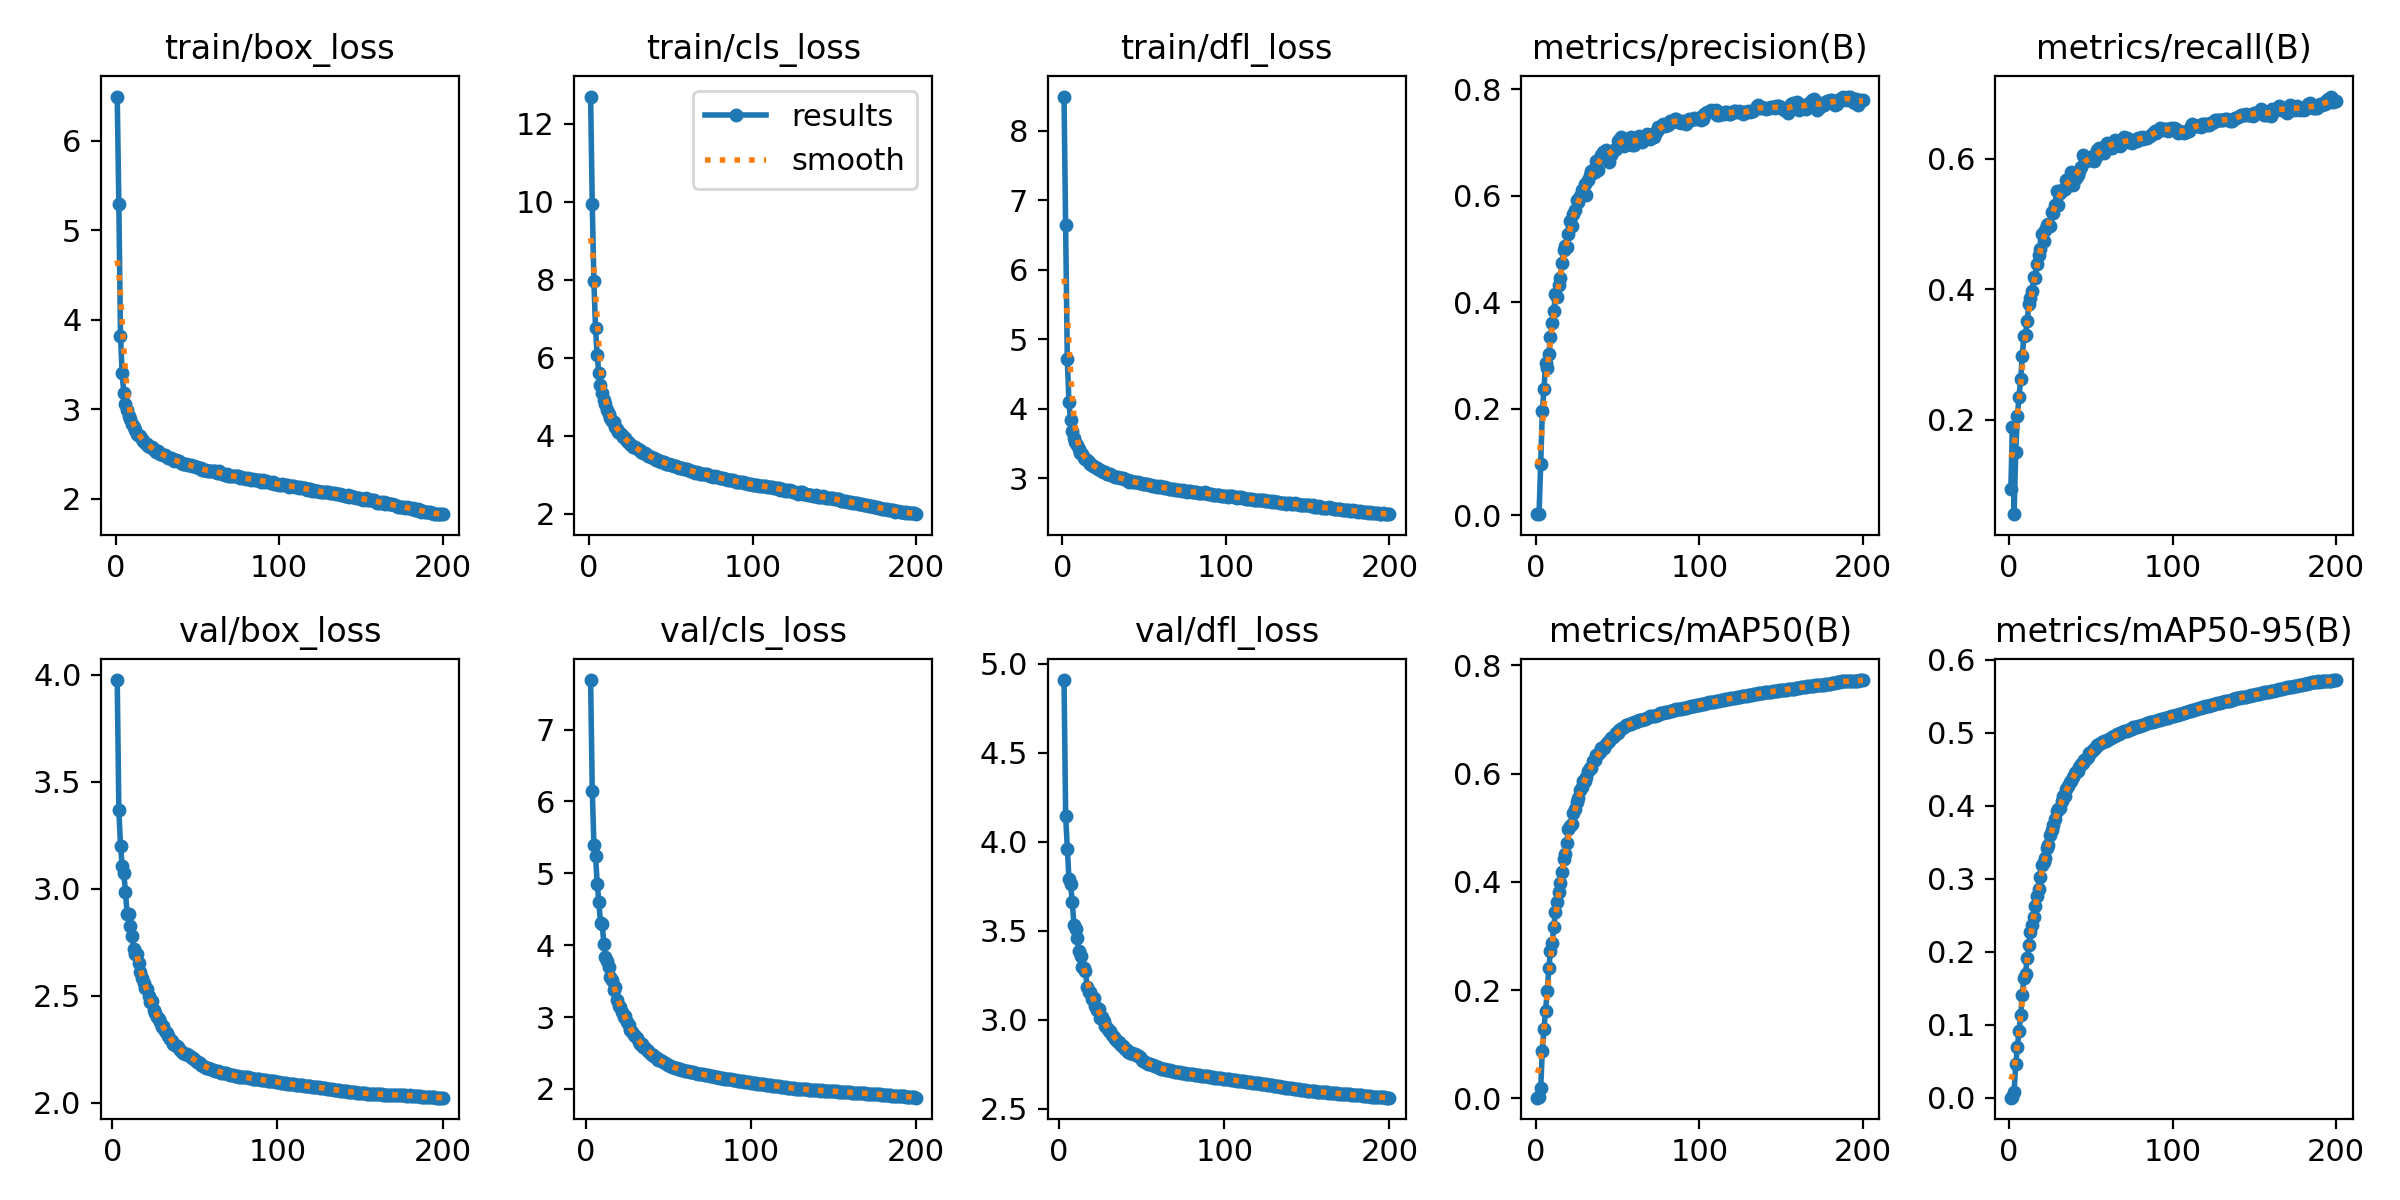 train/box_loss
train/cls_loss
train/dfl_loss
metrics/precision(B)
metrics/recall(B)
6
5
4
3
2
0 100 200
results
smooth
12
10
8
6
4
2
0 100 200
8
7
6
5
4
3
0 100 200
0.8
0.6
0.4
0.2
0.0
0 100 200
0.6
0.4
0.2
0 100 200
val/box_loss
val/cls_loss
val/dfl_loss
metrics/mAP50(B)
metrics/mAP50-95(B)
4.0
3.5
3.0
2.5
2.0
0 100 200
7
6
5
4
3
2
0 100 200
5.0
4.5
4.0
3.5
3.0
2.5
0 100 200
0.8
0.6
0.4
0.2
0.0
0 100 200
0.6
0.5
0.4
0.3
0.2
0.1
0.0
0 100 200